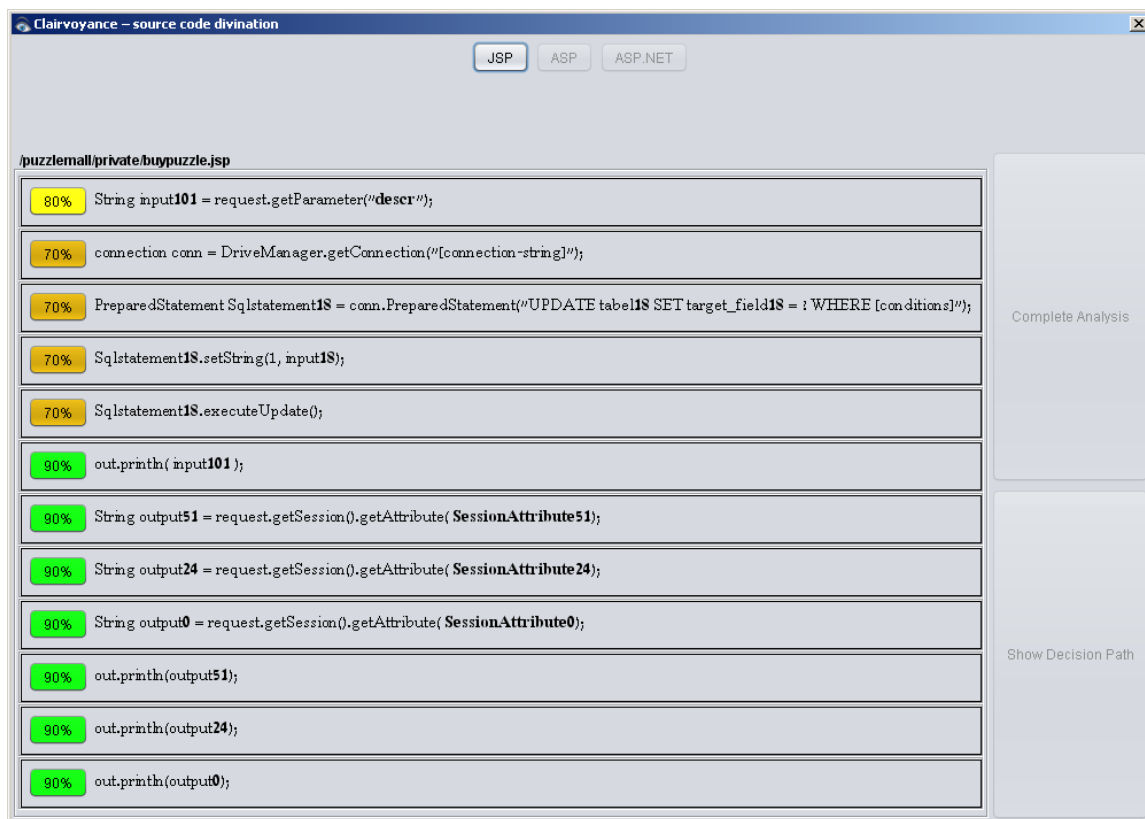 Clairvoyance – source code divination
JSP ASP ASP.NET
/puzzlemall/private/buypuzzle.jsp
80% String input101 = request.getParameter("descr");
70% connection conn = DriveManager.getConnection("[connection-string]");
70% PreparedStatement Sqlstatement18 = conn.PreparedStatement("UPDATE tabel18 SET target_field18 = ? WHERE [conditions]");
70% Sqlstatement18.setString(1, input18);
70% Sqlstatement18.executeUpdate();
90% out.println( input101 );
90% String output51 = request.getSession().getAttribute( SessionAttribute51);
90% String output24 = request.getSession().getAttribute( SessionAttribute24);
90% String output0 = request.getSession().getAttribute( SessionAttribute0);
90% out.println(output51);
90% out.println(output24);
90% out.println(output0);
Complete Analysis
Show Decision Path